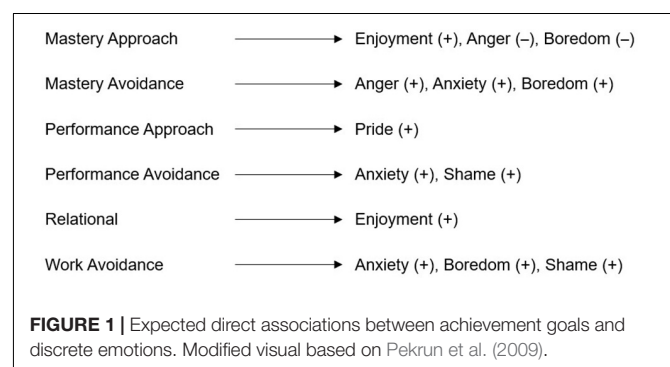 Mastery Approach Enjoyment (+), Anger (–), Boredom (–)
Mastery Avoidance Anger (+), Anxiety (+), Boredom (+)
Performance Approach Pride (+)
Performance Avoidance Anxiety (+), Shame (+)
Relational Enjoyment (+)
Work Avoidance Anxiety (+), Boredom (+), Shame (+)
FIGURE 1 | Expected direct associations between achievement goals and
discrete emotions. Modified visual based on Pekrun et al. (2009).